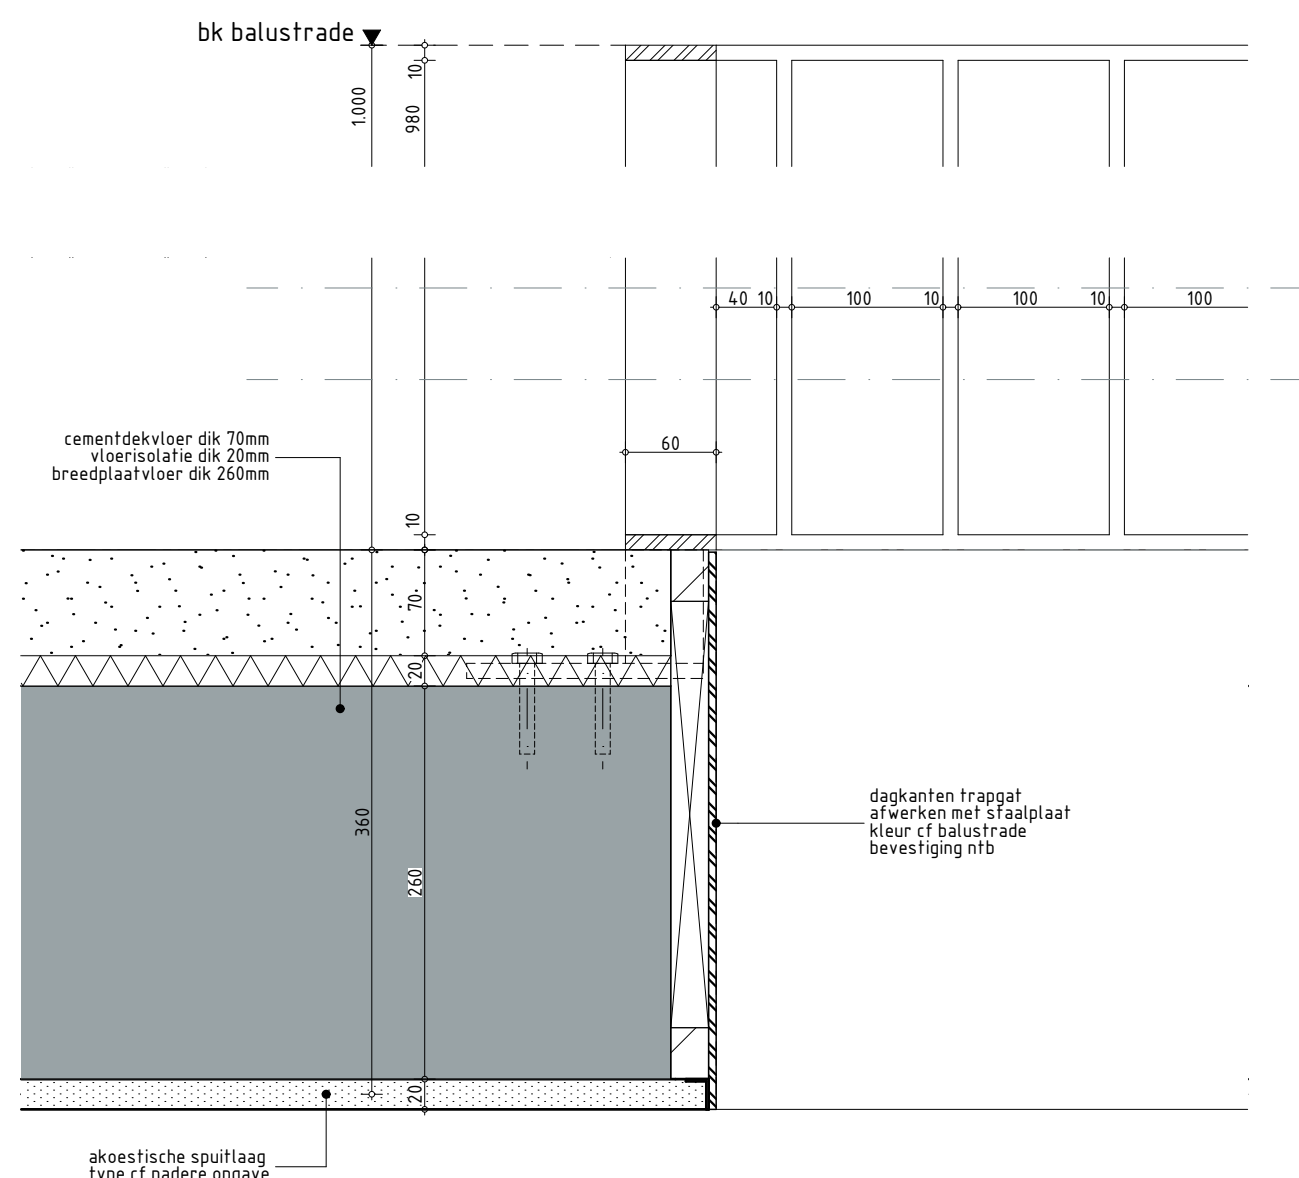 bk balustrade
10
1.000
980
40 10 100 10 100 10 100
60
cementdekvloer dik 70mm
vloerisolatie dik 20mm
breedplaatvloer dik 260mm
10
70
20
360
260
dagkanten trapgat
afwerken met staalplaat
kleur cf balustrade
bevestiging ntb
20
akoestische spuitlaag
type cf nadere opgave